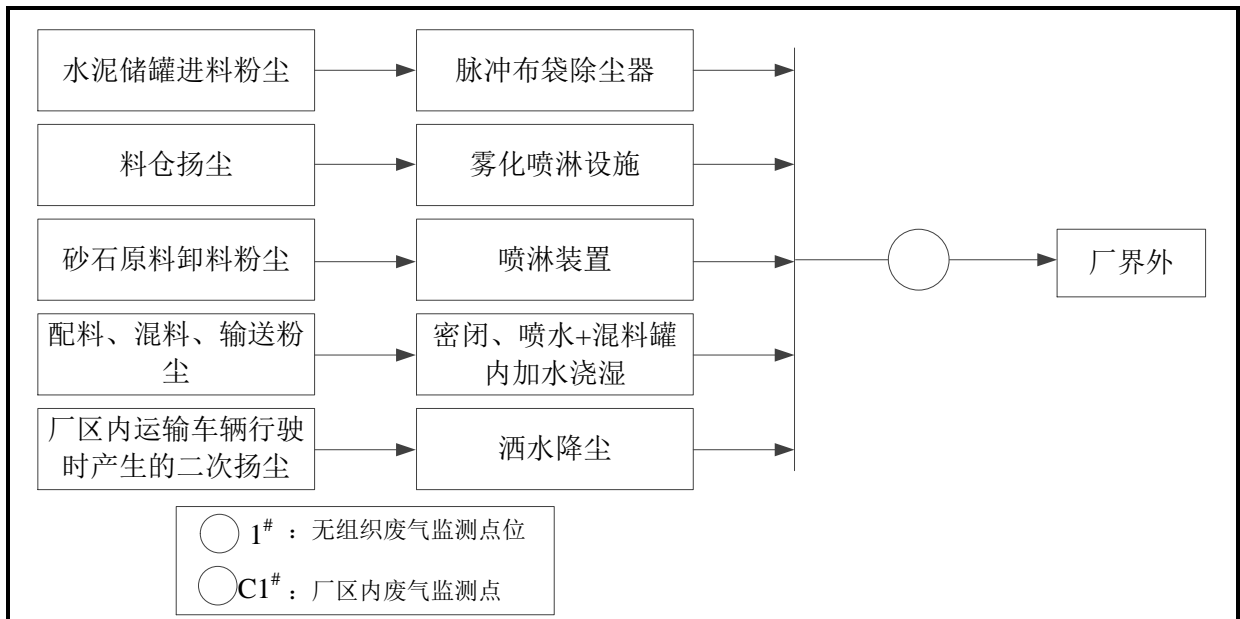 水泥储罐进料粉尘
脉冲布袋除尘器
料仓扬尘
雾化喷淋设施
砂石原料卸料粉尘
喷淋装置
厂界外
配料、混料、输送粉
尘
密闭、喷水+混料罐
内加水浇湿
厂区内运输车辆行驶
时产生的二次扬尘
洒水降尘
1#：无组织废气监测点位
C1#：厂区内废气监测点